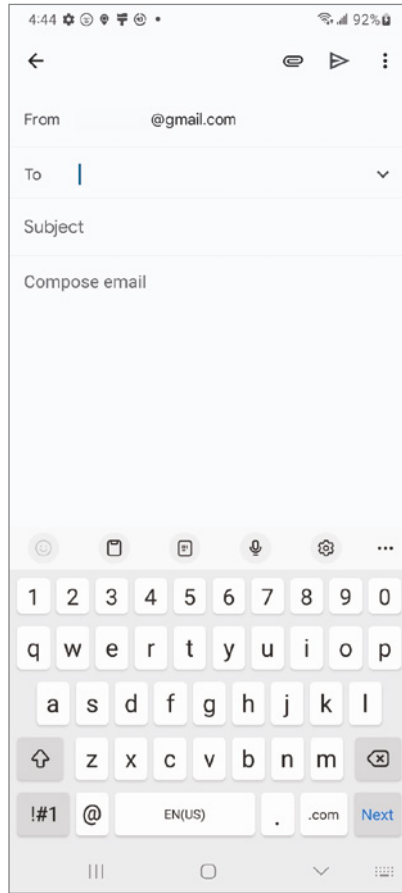 4:44 92%
From @gmail.com
To
Subject
Compose email
1 2 3 4 5 6 7 8 9 0
q w e r t y u i o p
a s d f g h j k l
z x c v b n m
!#1 @ EN(US) . .com Next